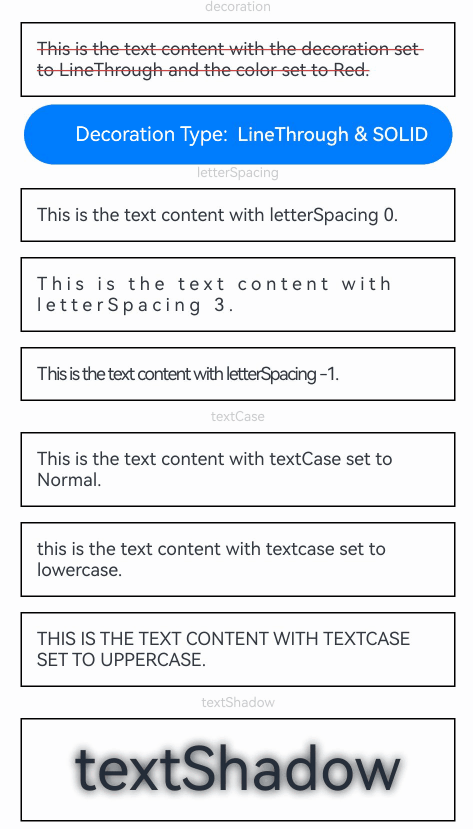 decoration
This is the text content with the decoration set
to LineThrough and the color set to Red.
Decoration Type: LineThrough & SOLID
letterSpacing
This is the text content with letterSpacing 0.
This is the text content with
letterSpacing 3.
This is the text content with letterSpacing -1.
textCase
This is the text content with textCase set to
Normal.
this is the text content with textcase set to
lowercase.
THIS IS THE TEXT CONTENT WITH TEXTCASE
SET TO UPPERCASE.
textShadow
textShadow